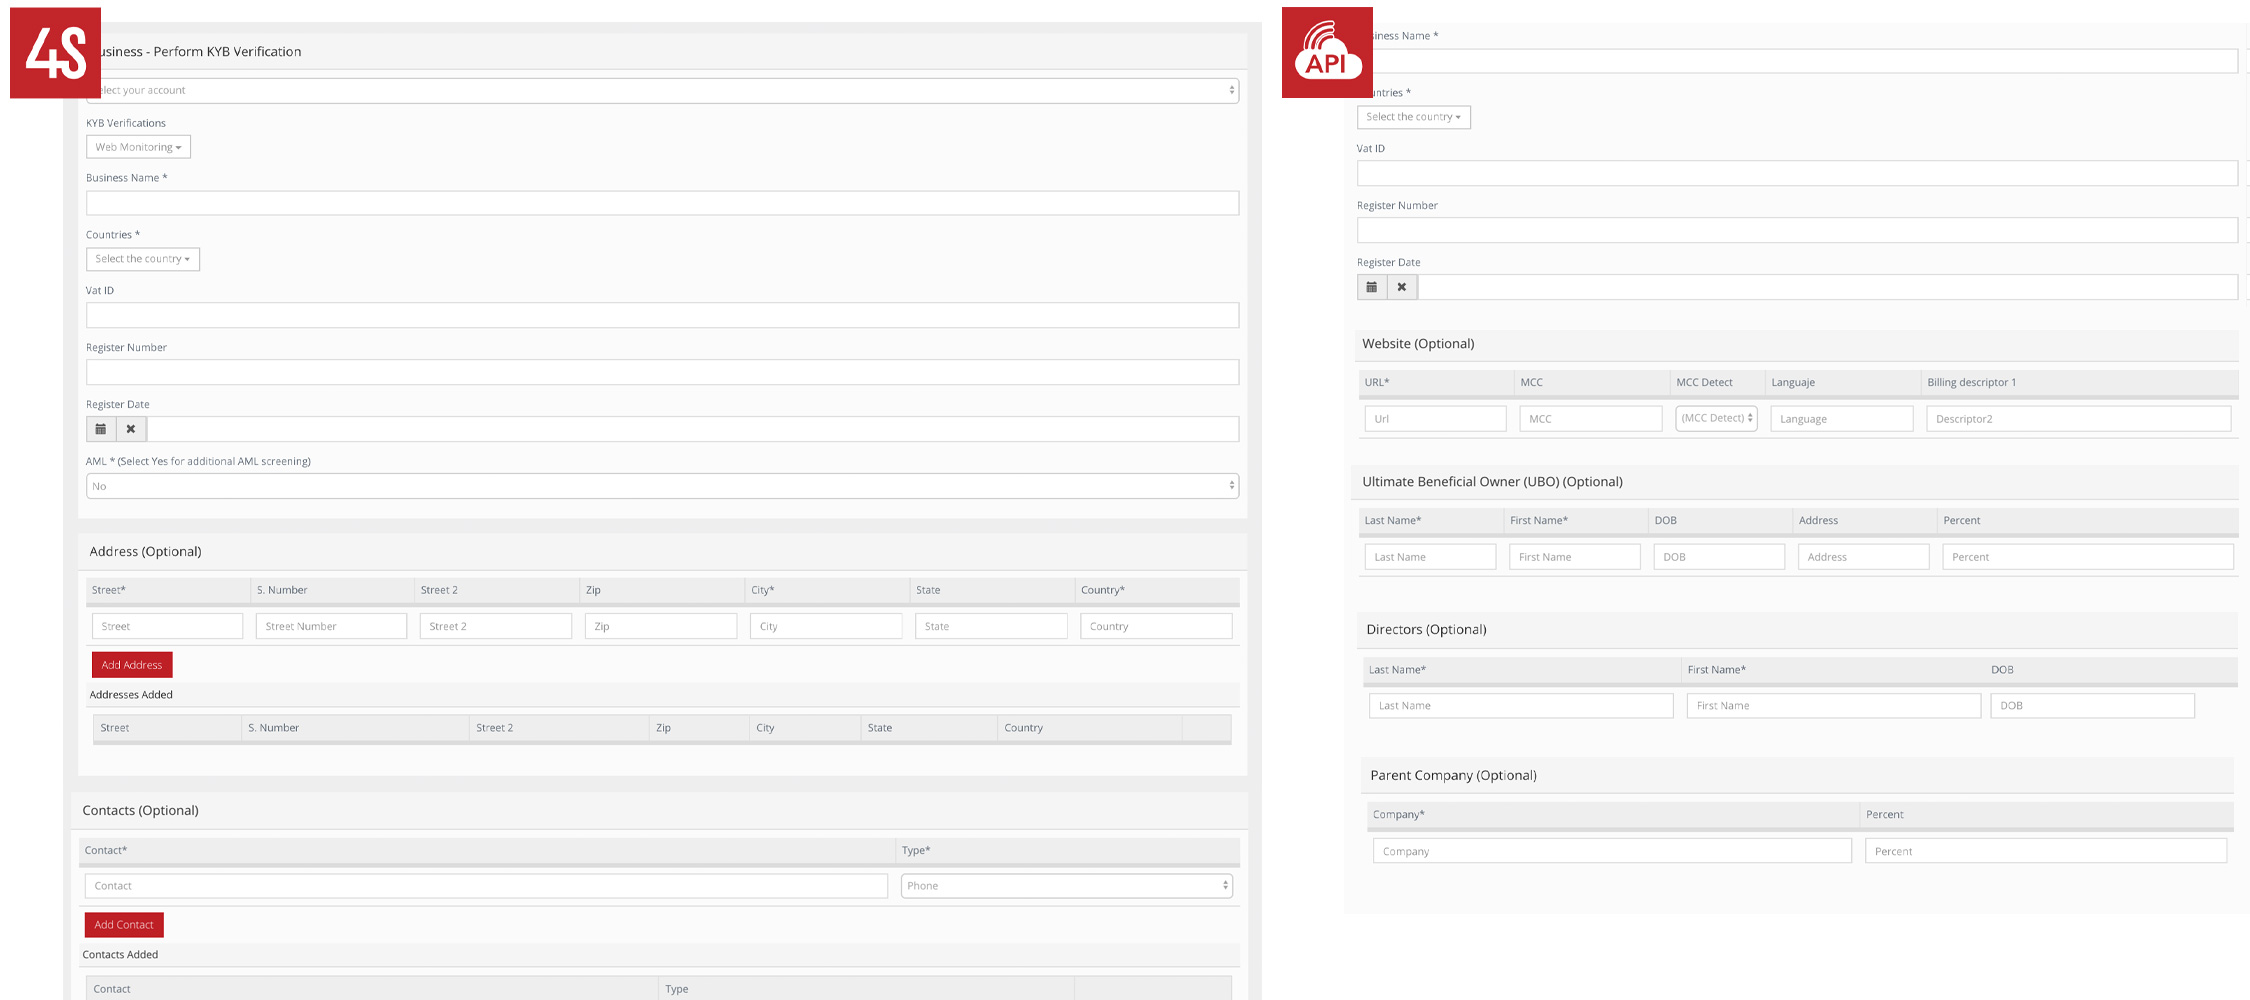 4S
usiness - Perform KYB Verification
elect your account
KYB Verifications
Web Monitoring
Business Name *
Countries *
Select the country
Vat ID
Register Number
Register Date
AML * (Select Yes for additional AML screening)
No
Address (Optional)
Street* S. Number Street 2 Zip City* State Country*
Street Street Number Street 2 Zip City State Country
Add Address
Addresses Added
Street S. Number Street 2 Zip City State Country
Contacts (Optional)
Contact* Type*
Contact Phone
Add Contact
Contacts Added
Contact Type
API
iness Name *
ntries *
Select the country
Vat ID
Register Number
Register Date
Website (Optional)
URL* MCC MCC Detect Languaje Billing descriptor 1
Url MCC (MCC Detect) Language Descriptor2
Ultimate Beneficial Owner (UBO) (Optional)
Last Name* First Name* DOB Address Percent
Last Name First Name DOB Address Percent
Directors (Optional)
Last Name* First Name* DOB
Last Name First Name DOB
Parent Company (Optional)
Company* Percent
Company Percent